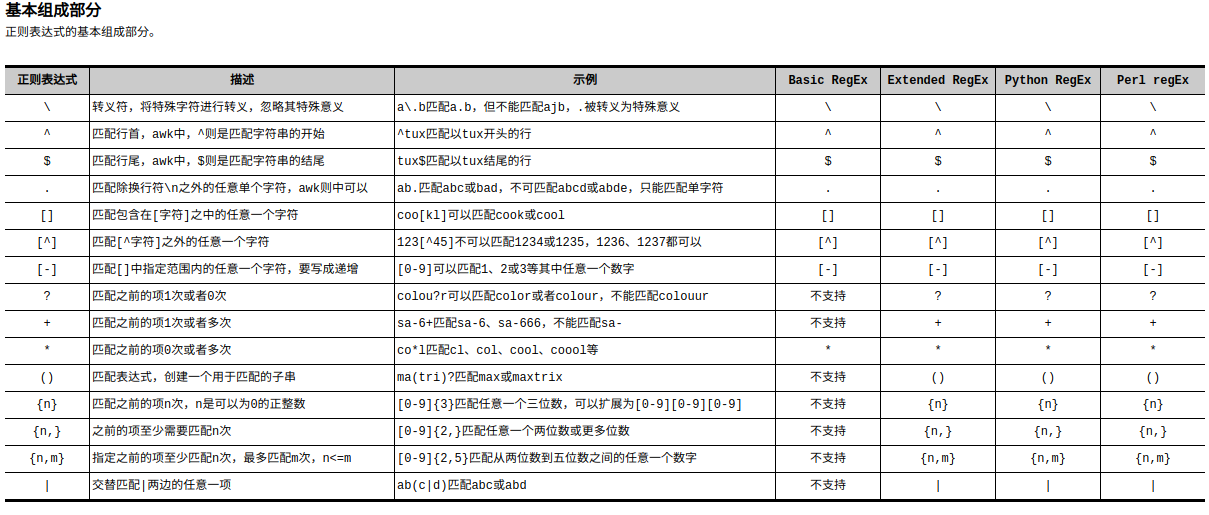 基本组成部分
正则表达式的基本组成部分。
正则表达式 描述 示例 Basic RegEx Extended RegEx Python RegEx Perl regEx
\ 转义符，将特殊字符进行转义，忽略其特殊意义 a\.b匹配a.b，但不能匹配ajb，.被转义为特殊意义 \ \ \ \
^ 匹配行首，awk中，^则是匹配字符串的开始 ^tux匹配以tux开头的行 ^ ^ ^ ^
$ 匹配行尾，awk中，$则是匹配字符串的结尾 tux$匹配以tux结尾的行 $ $ $ $
. 匹配除换行符\n之外的任意单个字符，awk则中可以 ab.匹配abc或bad，不可匹配abcd或abde，只能匹配单字符 . . . .
[] 匹配包含在[字符]之中的任意一个字符 coo[kl]可以匹配cook或cool [] [] [] []
[^] 匹配[^字符]之外的任意一个字符 123[^45]不可以匹配1234或1235，1236、1237都可以 [^] [^] [^] [^]
[-] 匹配[]中指定范围内的任意一个字符，要写成递增 [0-9]可以匹配1、2或3等其中任意一个数字 [-] [-] [-] [-]
? 匹配之前的项1次或者0次 colou?r可以匹配color或者colour，不能匹配colouur 不支持 ? ? ?
+ 匹配之前的项1次或者多次 sa-6+匹配sa-6、sa-666，不能匹配sa- 不支持 + + +
* 匹配之前的项0次或者多次 co*l匹配cl、col、cool、coool等 * * * *
() 匹配表达式，创建一个用于匹配的子串 ma(tri)?匹配max或maxtrix 不支持 () () ()
{n} 匹配之前的项n次，n是可以为0的正整数 [0-9]{3}匹配任意一个三位数，可以扩展为[0-9][0-9][0-9] 不支持 {n} {n} {n}
{n,} 之前的项至少需要匹配n次 [0-9]{2,}匹配任意一个两位数或更多位数 不支持 {n,} {n,} {n,}
{n,m} 指定之前的项至少匹配n次，最多匹配m次，n<=m [0-9]{2,5}匹配从两位数到五位数之间的任意一个数字 不支持 {n,m} {n,m} {n,m}
| 交替匹配|两边的任意一项 ab(c|d)匹配abc或abd 不支持 | | |